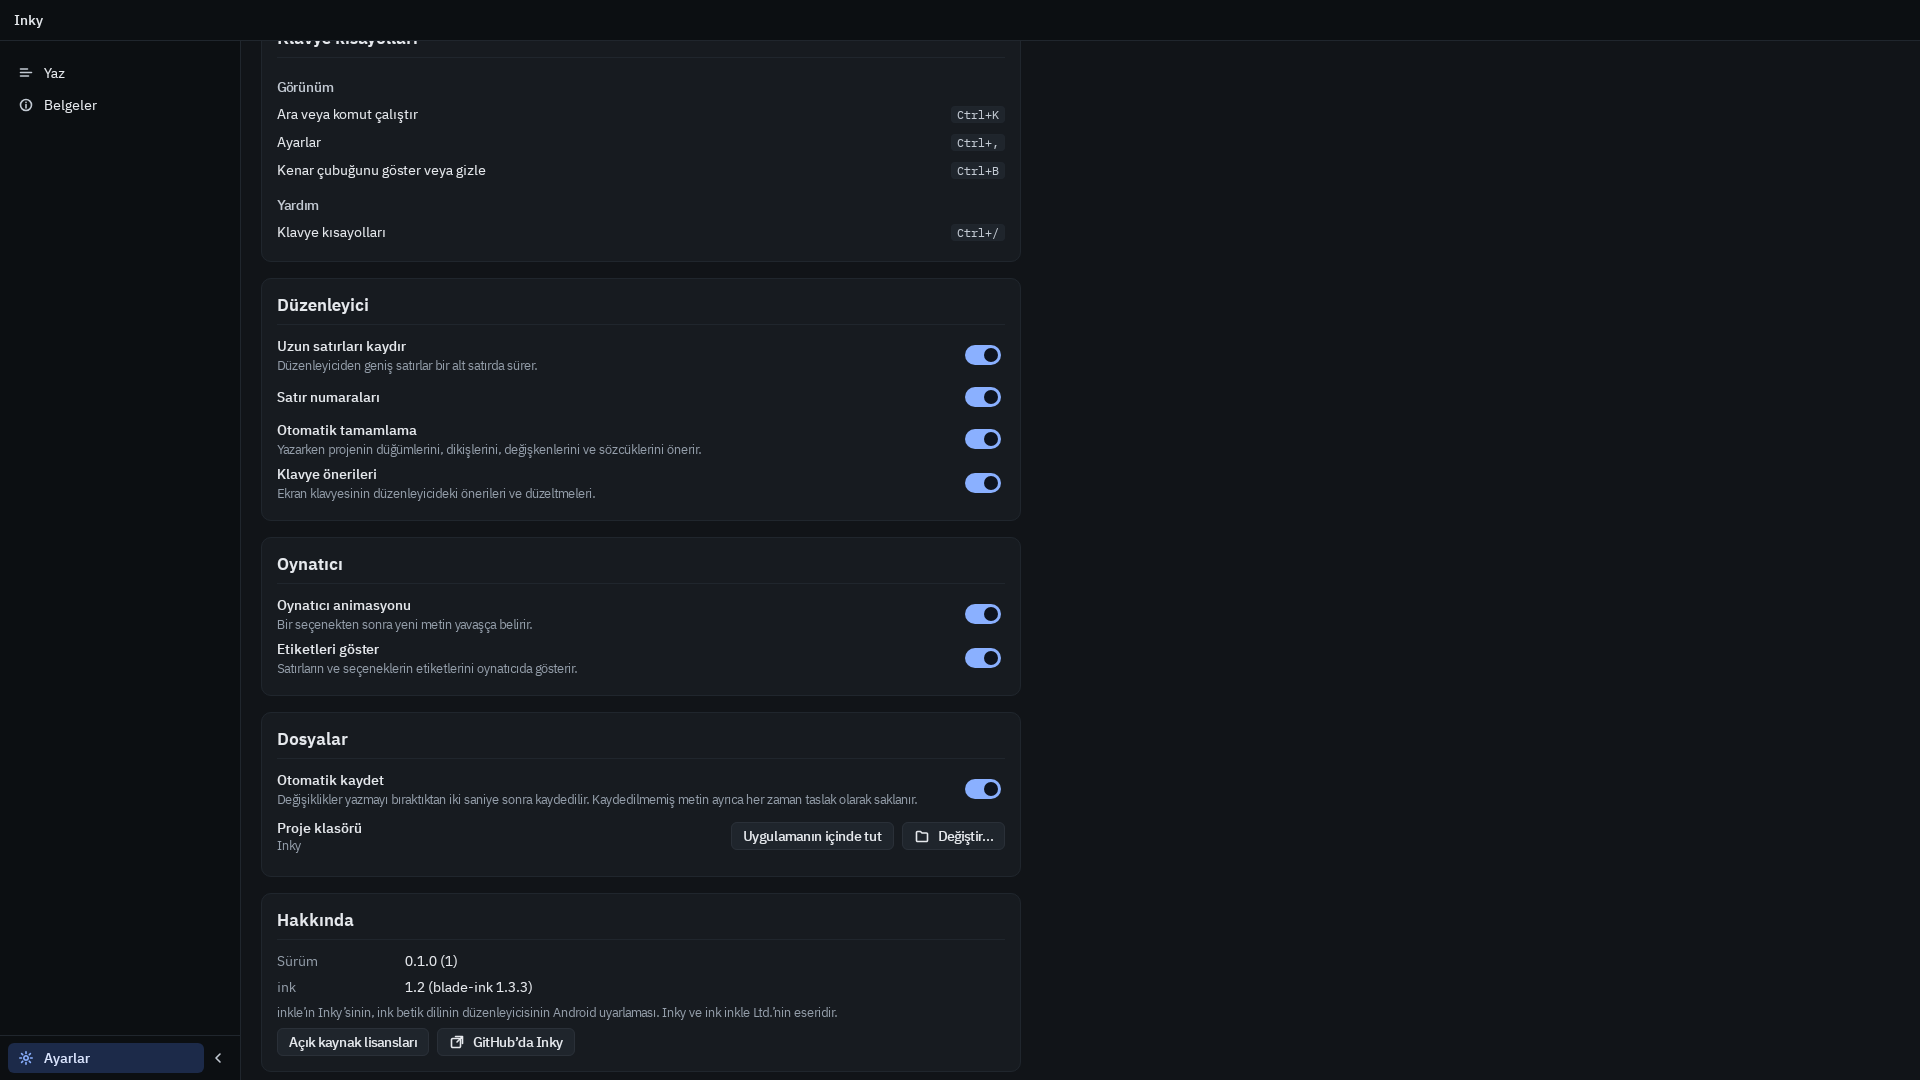 Inky
Yaz
Belgeler
Klavye kısayolları
Görünüm
Ara veya komut çalıştır
Ctrl+K
Ayarlar
Ctrl+,
Kenar çubuğunu göster veya gizle
Ctrl+B
Yardım
Klavye kısayolları
Ctrl+/
Düzenleyici
Uzun satırları kaydır
Düzenleyiciden geniş satırlar bir alt satırda sürer.
Satır numaraları
Otomatik tamamlama
Yazarken projenin düğümlerini, dikişlerini, değişkenlerini ve sözcüklerini önerir.
Klavye önerileri
Ekran klavyesinin düzenleyicideki önerileri ve düzeltmeleri.
Oynatıcı
Oynatıcı animasyonu
Bir seçenekten sonra yeni metin yavaşça belirir.
Etiketleri göster
Satırların ve seçeneklerin etiketlerini oynatıcıda gösterir.
Dosyalar
Otomatik kaydet
Değişiklikler yazmayı bıraktıktan iki saniye sonra kaydedilir. Kaydedilmemiş metin ayrıca her zaman taslak olarak saklanır.
Proje klasörü
Inky
Uygulamanın içinde tut
Değiştir…
Hakkında
Sürüm 0.1.0 (1)
ink 1.2 (blade-ink 1.3.3)
inkle’ın Inky’sinin, ink betik dilinin düzenleyicisinin Android uyarlaması. Inky ve ink inkle Ltd.’nin eseridir.
Açık kaynak lisansları
GitHub’da Inky
Ayarlar